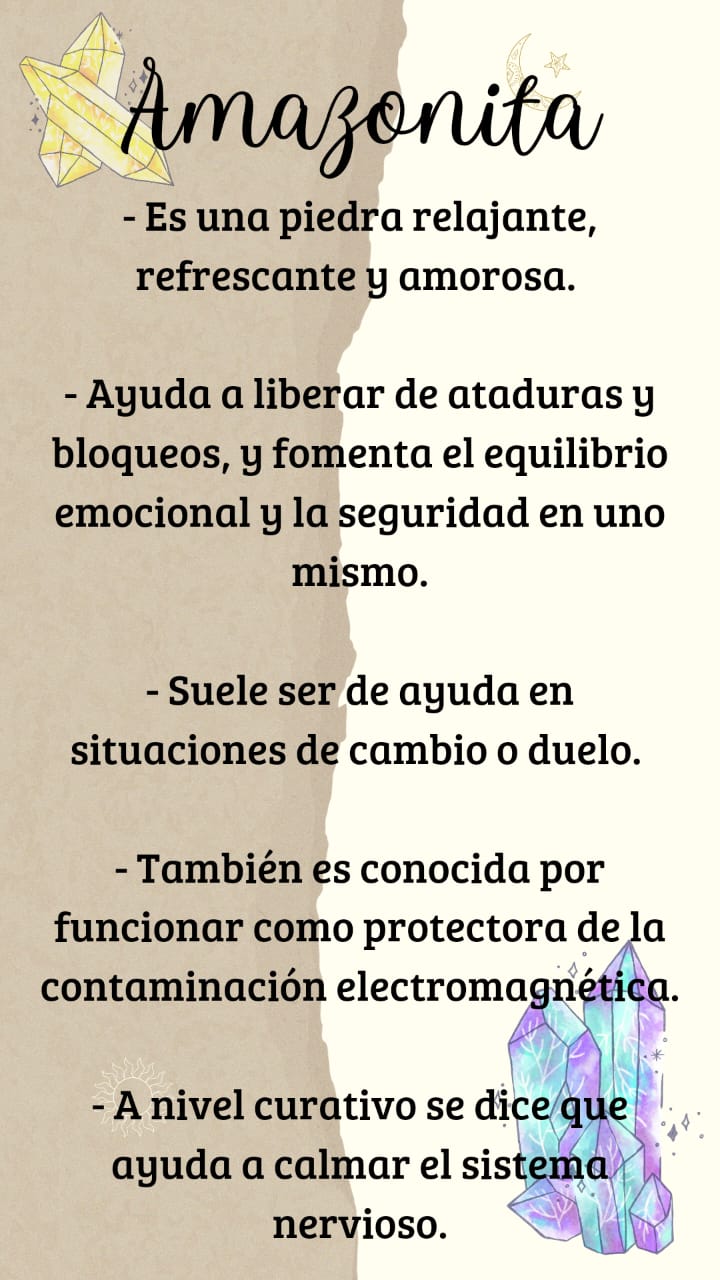 Amazonita
- Es una piedra relajante,
refrescante y amorosa.
- Ayuda a liberar de ataduras y
bloqueos, y fomenta el equilibrio
emocional y la seguridad en uno
mismo.
- Suele ser de ayuda en
situaciones de cambio o duelo.
- También es conocida por
funcionar como protectora de la
contaminación electromagnética.
- A nivel curativo se dice que
ayuda a calmar el sistema
nervioso.